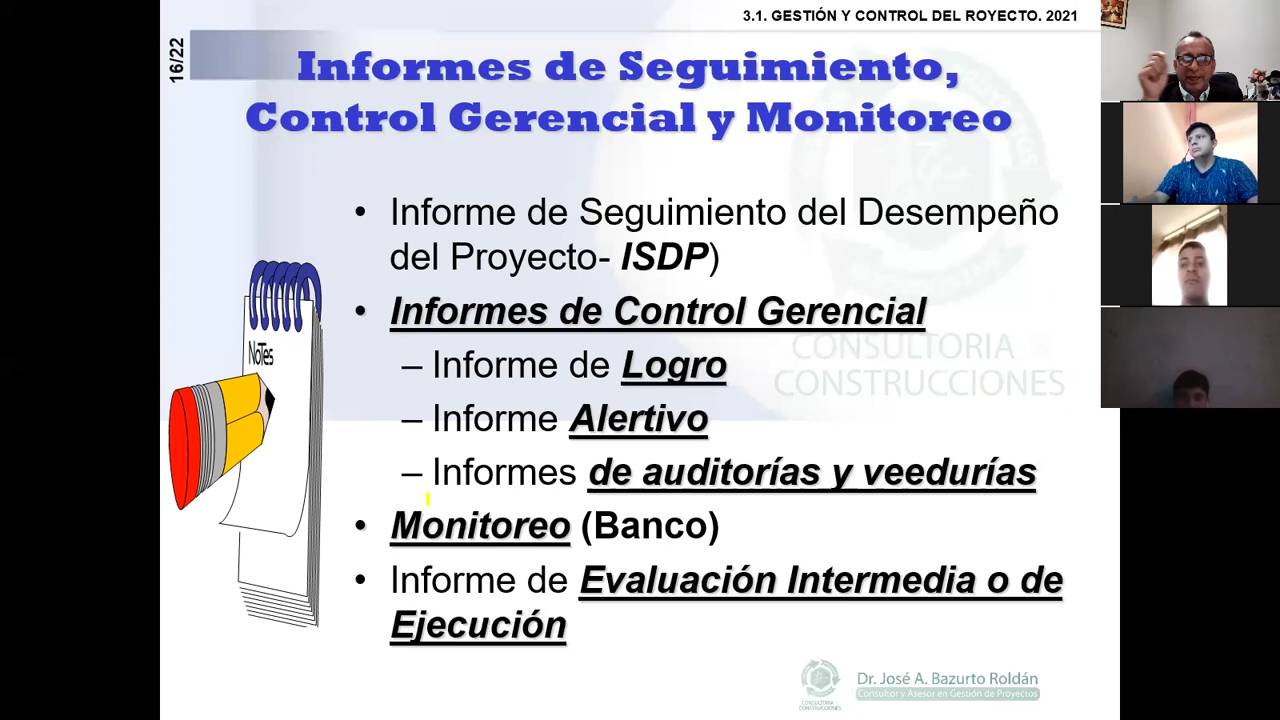 3.1. GESTIÓN Y CONTROL DEL ROYECTO. 2021
16/22
Informes de Seguimiento,
Control Gerencial y Monitoreo
• Informe de Seguimiento del Desempeño
del Proyecto- ISDP)
• Informes de Control Gerencial
– Informe de Logro
– Informe Alertivo
– Informes de auditorías y veedurías
• Monitoreo (Banco)
• Informe de Evaluación Intermedia o de
Ejecución
NoTes
CONSULTORIA
CONSTRUCCIONES
Dr. José A. Bazurto Roldán
Consultor y Asesor en Gestión de Proyectos
CONSULTORIA
CONSTRUCCIONES